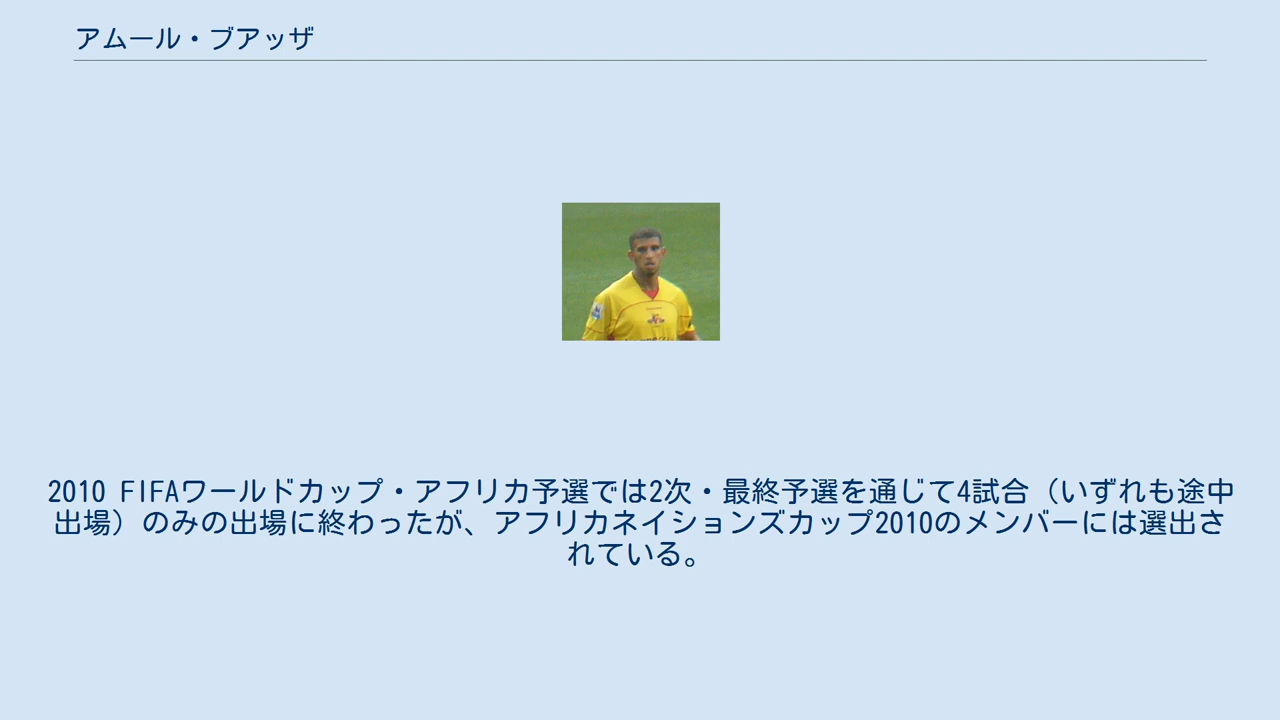 アムール・ブアッザ
2010 FIFAワールドカップ・アフリカ予選では2次・最終予選を通じて4試合（いずれも途中
出場）のみの出場に終わったが、アフリカネイションズカップ2010のメンバーには選出さ
れている。